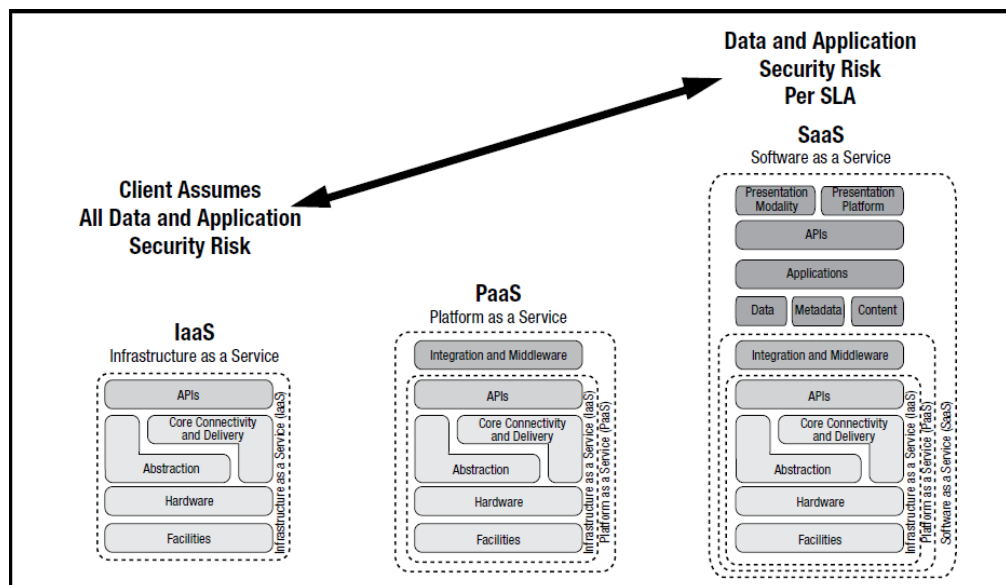 Data and Application
Security Risk
Per SLA
Client Assumes
All Data and Application
Security Risk
IaaS
Infrastructure as a Service
APIs
Core Connectivity
and Delivery
Abstraction
Hardware
Facilities
Infrastructure as a Service (IaaS)
PaaS
Platform as a Service
Integration and Middleware
APIs
Core Connectivity
and Delivery
Abstraction
Hardware
Facilities
Infrastructure as a Service (IaaS)
Platform as a Service (PaaS)
SaaS
Software as a Service
Presentation
Modality
Presentation
Platform
APIs
Applications
Data
Metadata
Content
Integration and Middleware
APIs
Core Connectivity
and Delivery
Abstraction
Hardware
Facilities
Infrastructure as a Service (IaaS)
Platform as a Service (PaaS)
Software as a Service (SaaS)